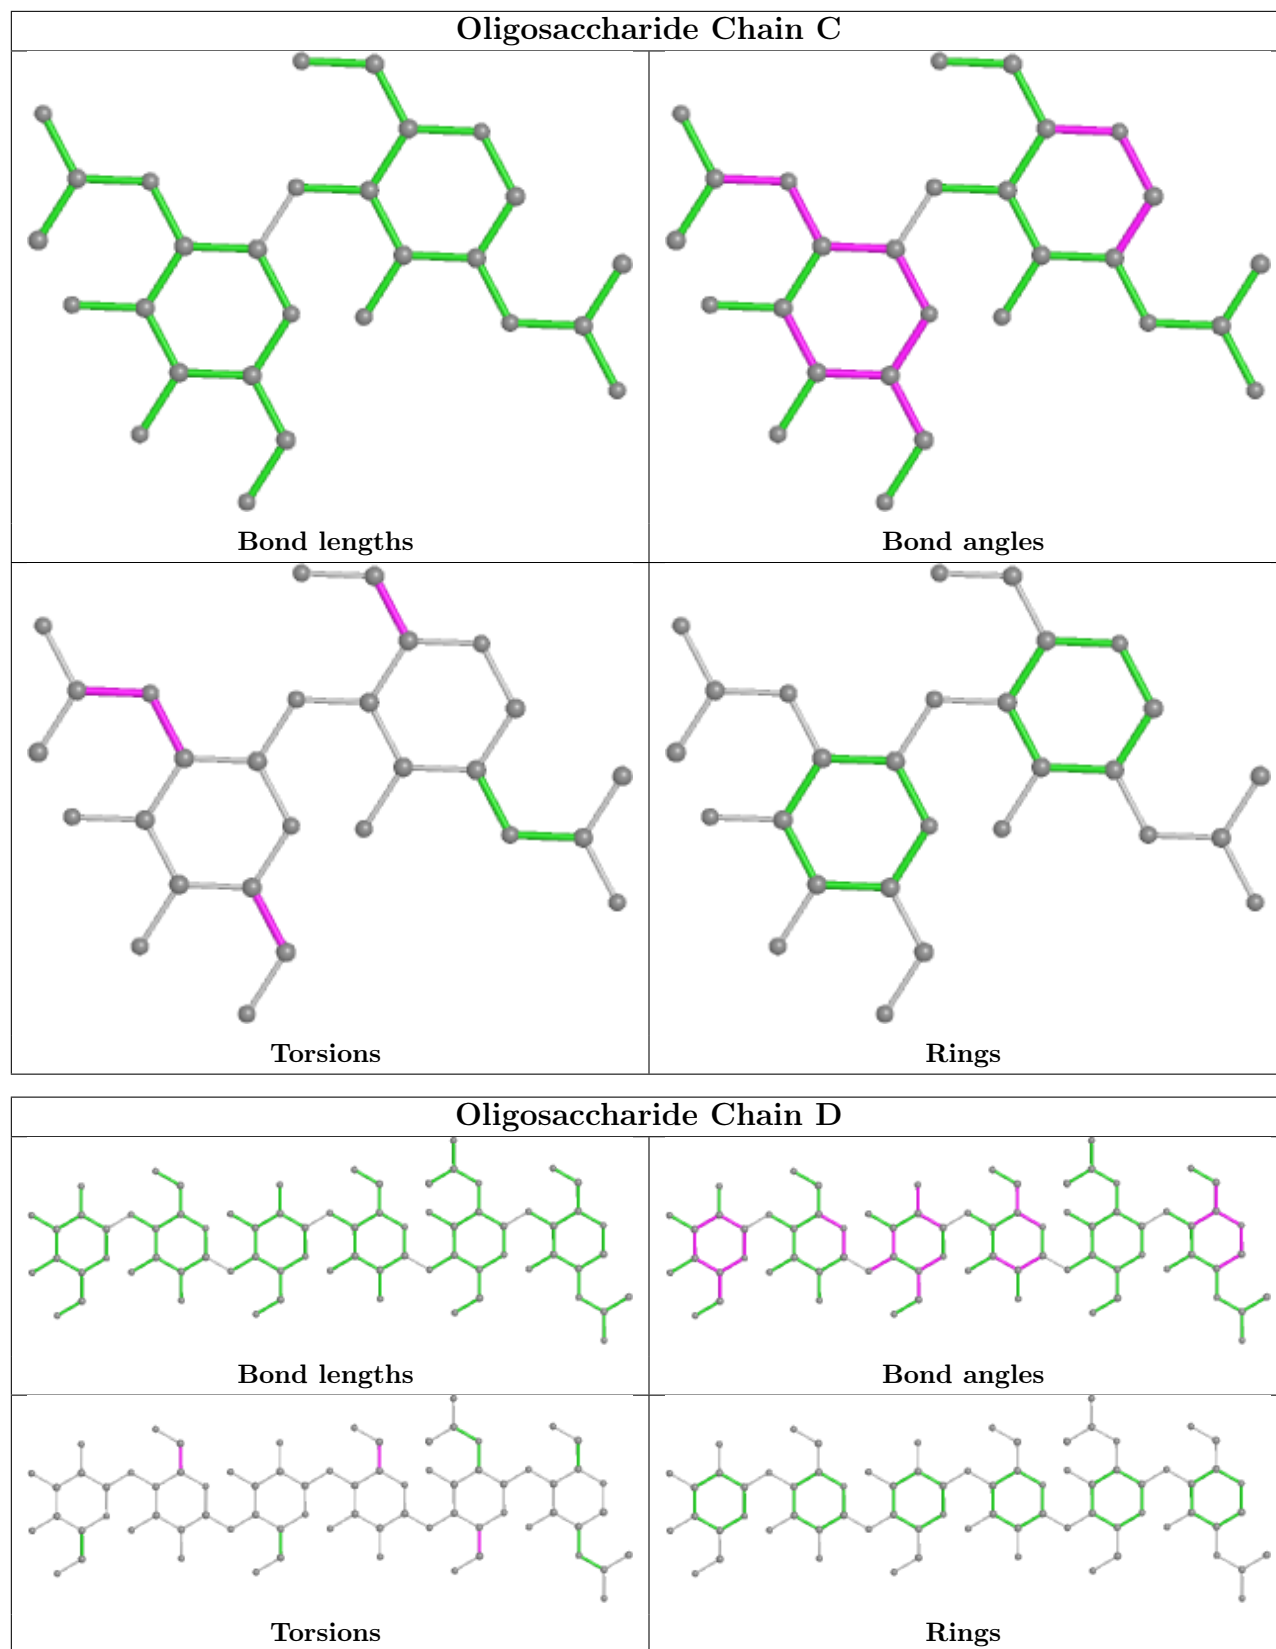 Oligosaccharide Chain C
Bond lengths
Bond angles
Torsions
Rings
Oligosaccharide Chain D
Bond lengths
Bond angles
Torsions
Rings